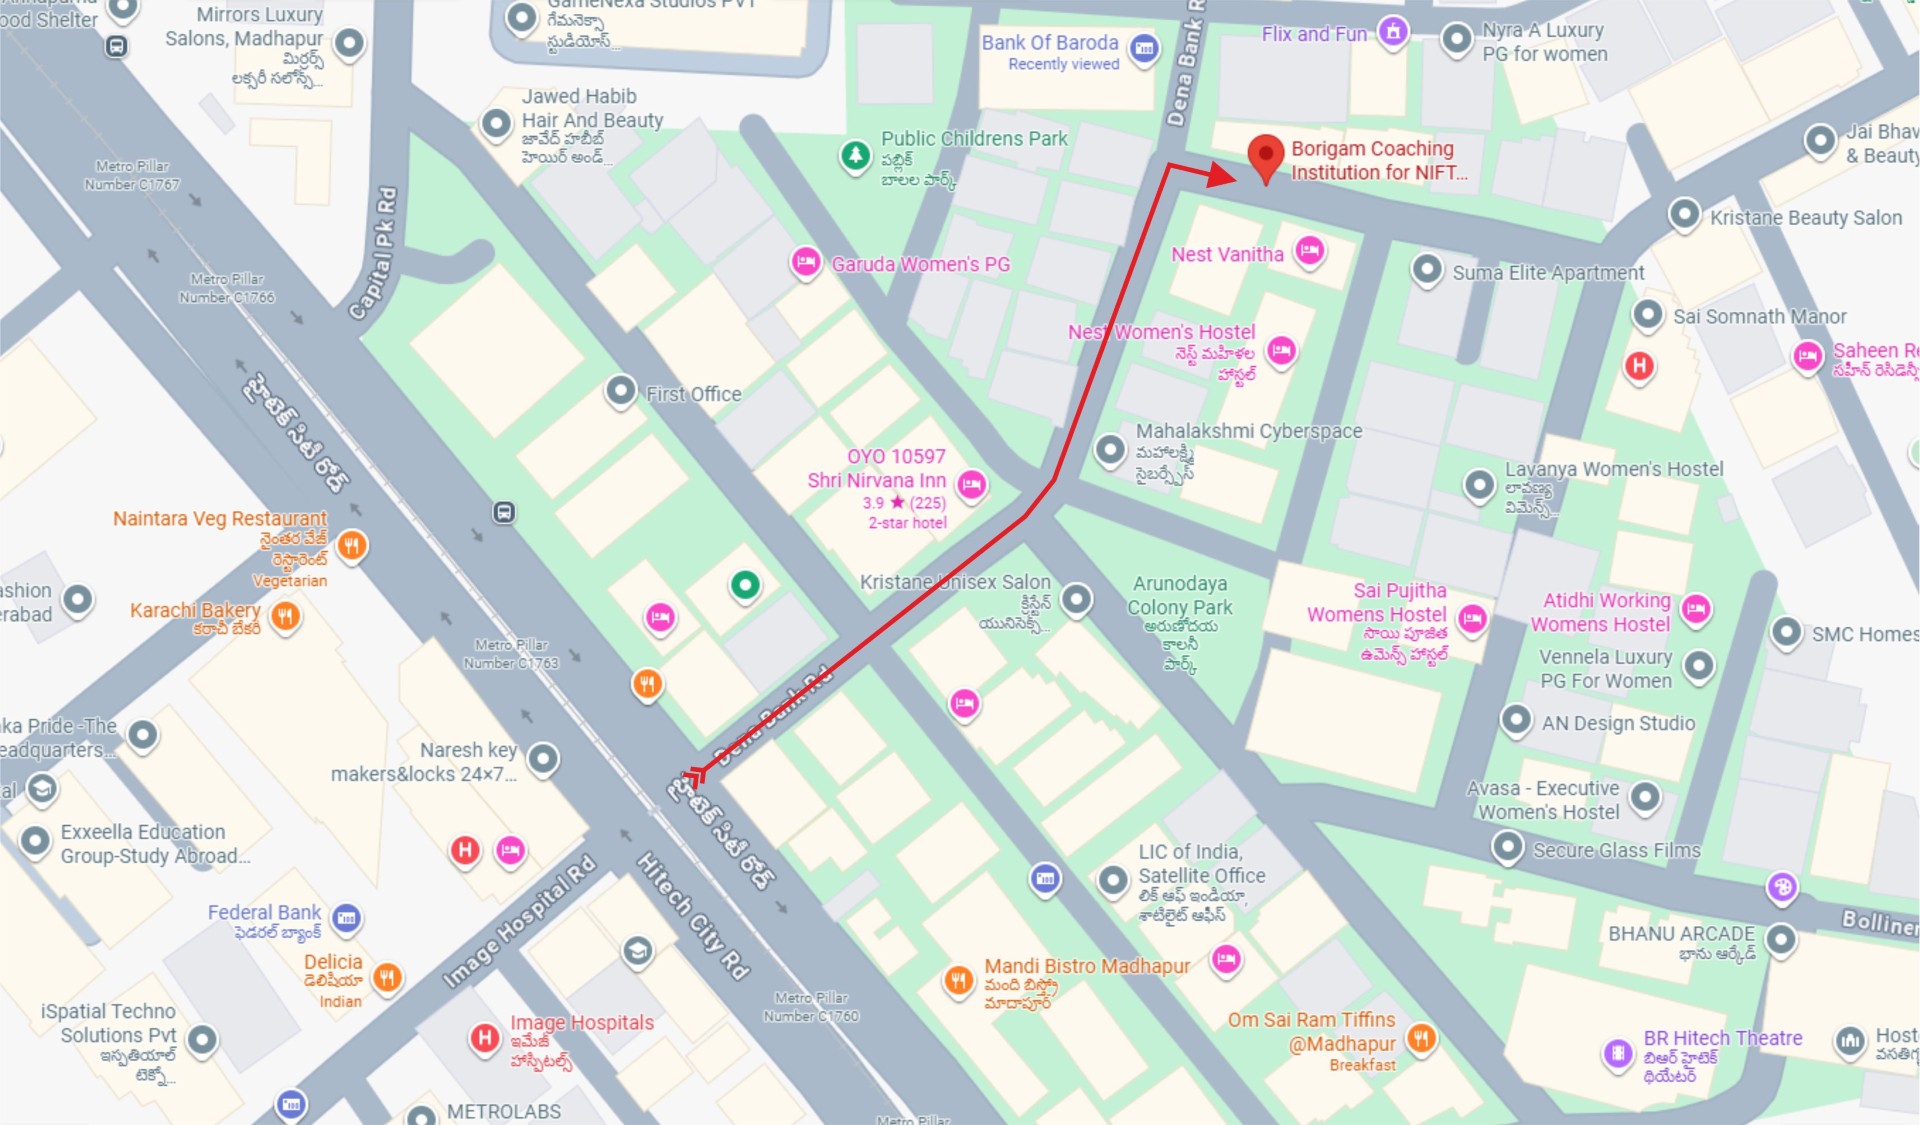 ood Shelter
Mirrors Luxury
Salons, Madhapur
మిర్రర్స్
లక్సరీ సలోన్స్...
GameNexa Studios PVT
గేమనెక్సా
స్టుడియోస్...
Bank Of Baroda
Recently viewed
Dena Bank R
Flix and Fun
Nyra A Luxury
PG for women
Jawed Habib
Hair And Beauty
జావేద్ హబీబ్
హెయిర్ అండ్...
Public Childrens Park
పబ్లిక్
బాలల పార్క్
Borigam Coaching
Institution for NIFT...
Jai Bhav
& Beauty
Metro Pillar
Number C1767
Capital Pk Rd
Kristane Beauty Salon
Metro Pillar
Number C1766
Garuda Women's PG
Nest Vanitha
Suma Elite Apartment
Sai Somnath Manor
Nest Women's Hostel
నెస్ట్ మహిళల
హాస్టల్
H
Saheen Re
సహీన్ రెసిడెన్సీ
First Office
హైటెక్ సిటీ రోడ్
Mahalakshmi Cyberspace
మహాలక్ష్మి
సైబర్స్పేస్
OYO 10597
Shri Nirvana Inn
3.9 ★ (225)
2-star hotel
Lavanya Women's Hostel
లావణ్య
విమెన్స్...
Naintara Veg Restaurant
నైంతర వేజ్
రెస్టారెంట్
Vegetarian
Kristane Unisex Salon
క్రిస్టేన్
యునిసెక్స్...
Arunodaya
Colony Park
అరుణోదయ
కాలనీ
పార్క్
ashion
erabad
Karachi Bakery
కరాచీ బేకరీ
Sai Pujitha
Womens Hostel
సాయి పూజిత
ఉమెన్స్ హాస్టల్
Atidhi Working
Womens Hostel
SMC Homes
Metro Pillar
Number C1763
Vennela Luxury
PG For Women
Dena Bank Rd
AN Design Studio
ka Pride -The
eadquarters...
Naresh key
makers&locks 24×7...
హైటెక్ సిటీ రోడ్
al
Avasa - Executive
Women's Hostel
Exxeella Education
Group-Study Abroad...
H
Secure Glass Films
LIC of India,
Satellite Office
లిక్ ఆఫ్ ఇండియా,
శాటిలైట్ ఆఫీస్
Image Hospital Rd
Hitech City Rd
Federal Bank
ఫెడరల్ బ్యాంక్
Bolliner
BHANU ARCADE
భాను ఆర్కేడ్
Delicia
డెలిషియా
Indian
Mandi Bistro Madhapur
మంది బిస్ట్రో
మాదాపూర్
Metro Pillar
Number C1760
iSpatial Techno
Solutions Pvt
ఇస్పతియాల్
టెక్నో...
H
Image Hospitals
ఇమేజ్
హాస్పిటల్స్
Om Sai Ram Tiffins
@Madhapur
Breakfast
BR Hitech Theatre
బిఆర్ హైటెక్
థియేటర్
Hoste
వసతిగృ
METROLABS
Metro Pillar